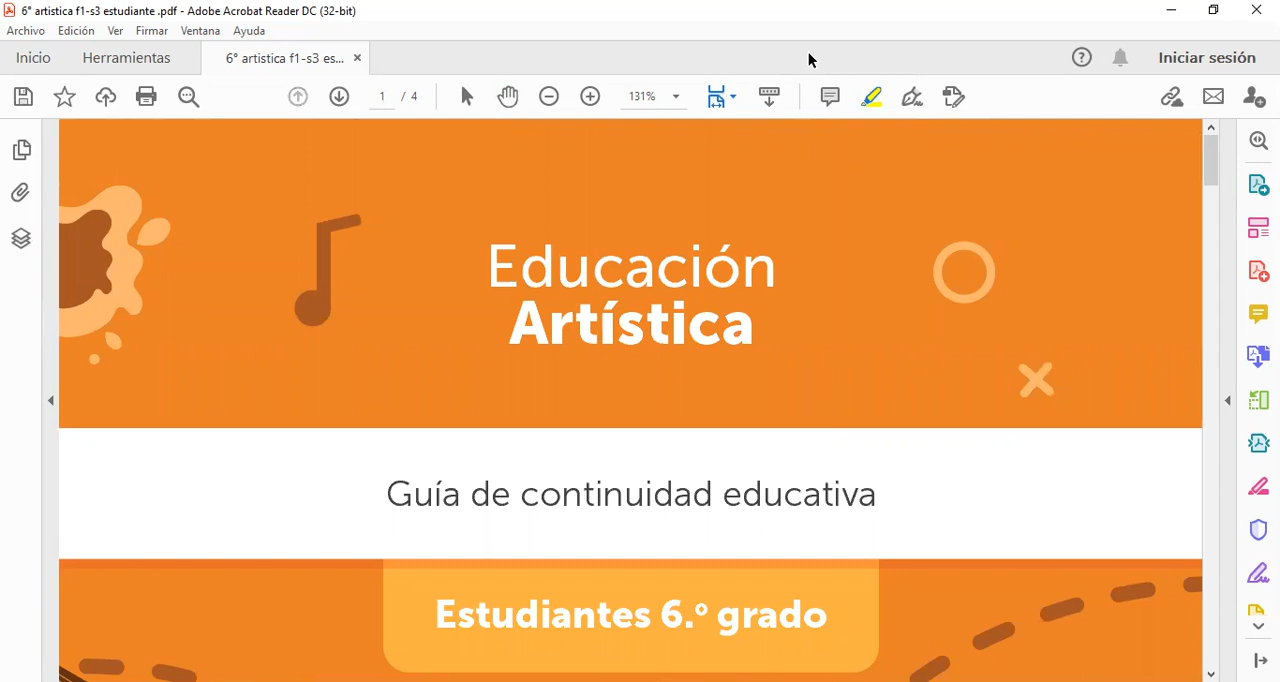 6° artistica f1-s3 estudiante .pdf - Adobe Acrobat Reader DC (32-bit)
Archivo Edición Ver Firmar Ventana Ayuda
Inicio Herramientas 6° artistica f1-s3 es... × Iniciar sesión
1 / 4 131%
Educación
Artística
Guía de continuidad educativa
Estudiantes 6.º grado